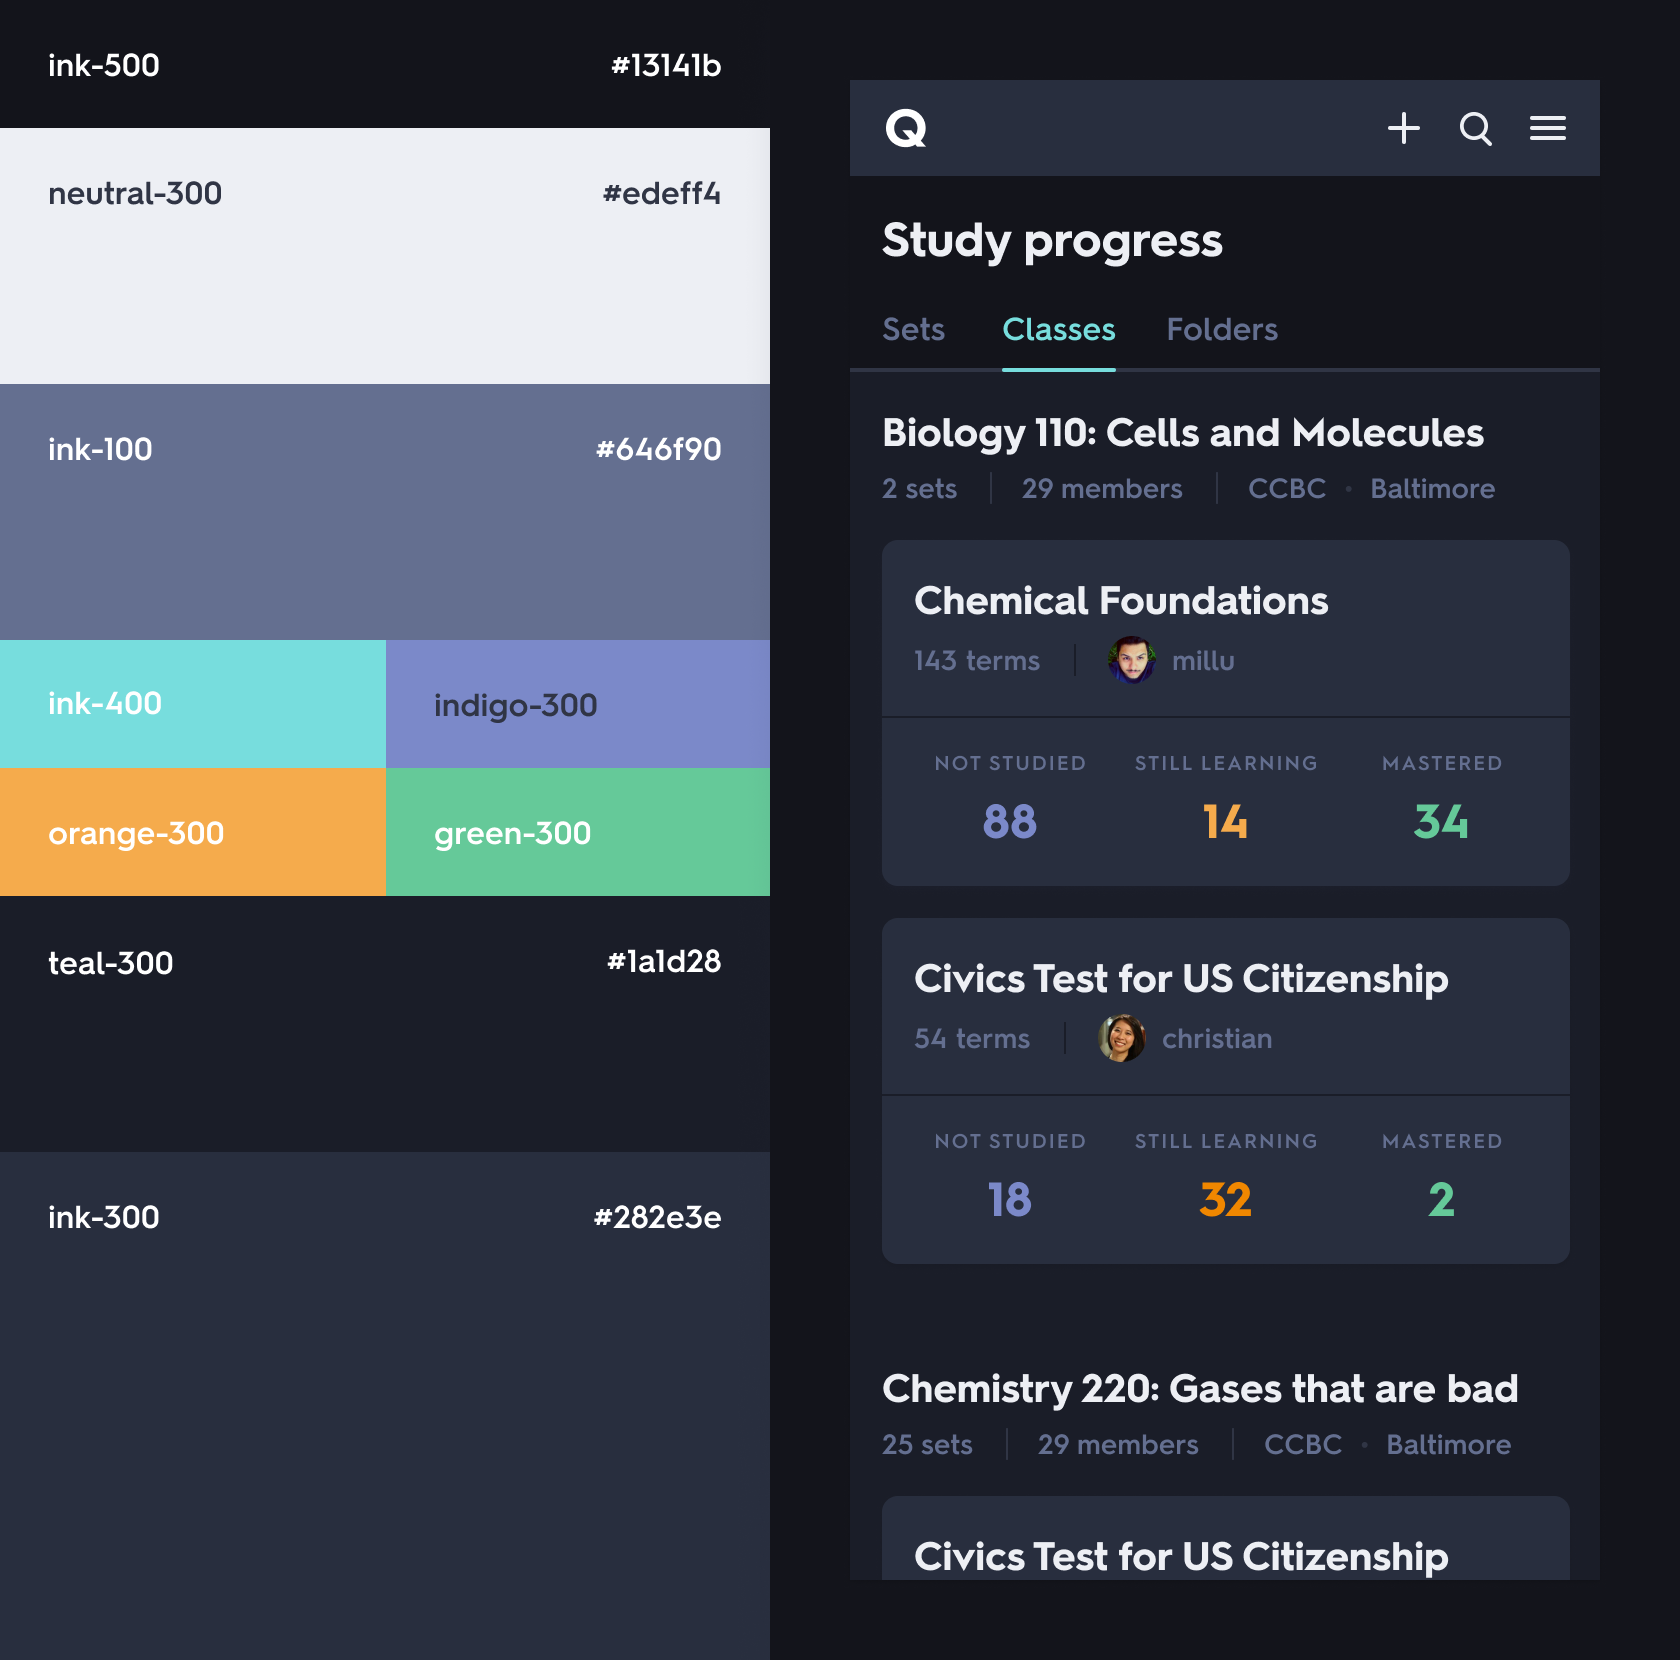 ink-500 #13141b
neutral-300 #edeff4
ink-100 #646f90
ink-400 indigo-300
orange-300 green-300
teal-300 #1a1d28
ink-300 #282e3e
Q
Study progress
Sets Classes Folders
Biology 110: Cells and Molecules
2 sets 29 members CCBC • Baltimore
Chemical Foundations
143 terms millu
NOT STUDIED STILL LEARNING MASTERED
88 14 34
Civics Test for US Citizenship
54 terms christian
NOT STUDIED STILL LEARNING MASTERED
18 32 2
Chemistry 220: Gases that are bad
25 sets 29 members CCBC • Baltimore
Civics Test for US Citizenship